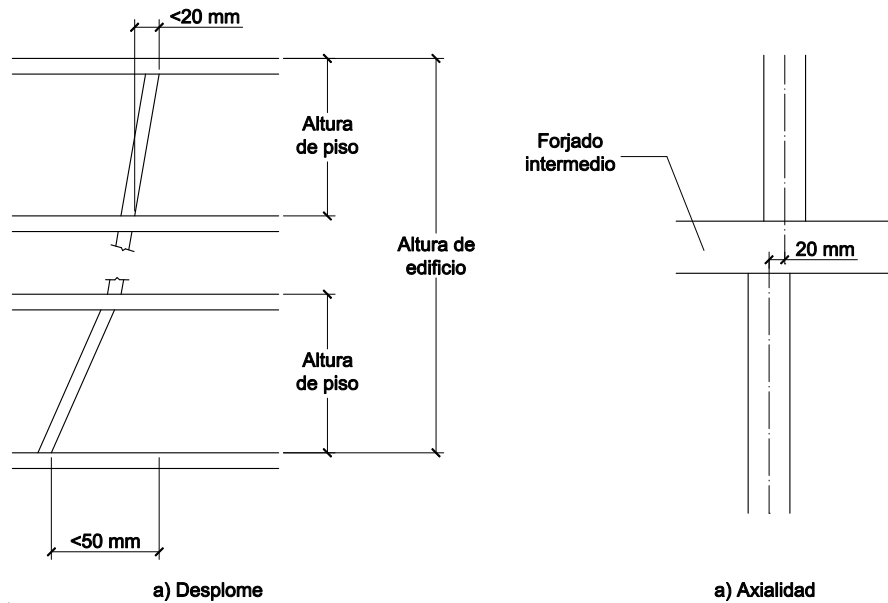 <20 mm
Altura
de piso
Altura de
edificio
Altura
de piso
<50 mm
a) Desplome
Forjado
intermedio
20 mm
a) Axialidad